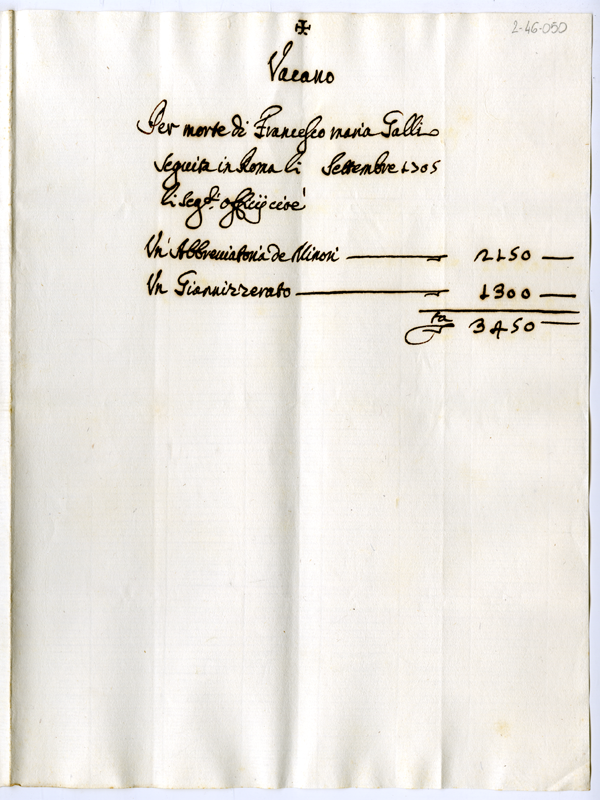 2-46-050
✠
Vacano
Per morte di Francesco maria Galli
seguita in Roma li Settembre 1705
li seg.ti officij cioè
Un' Abbreviatoria de Minori — 2150 —
Un Giannizzerato — 1300 —
3450